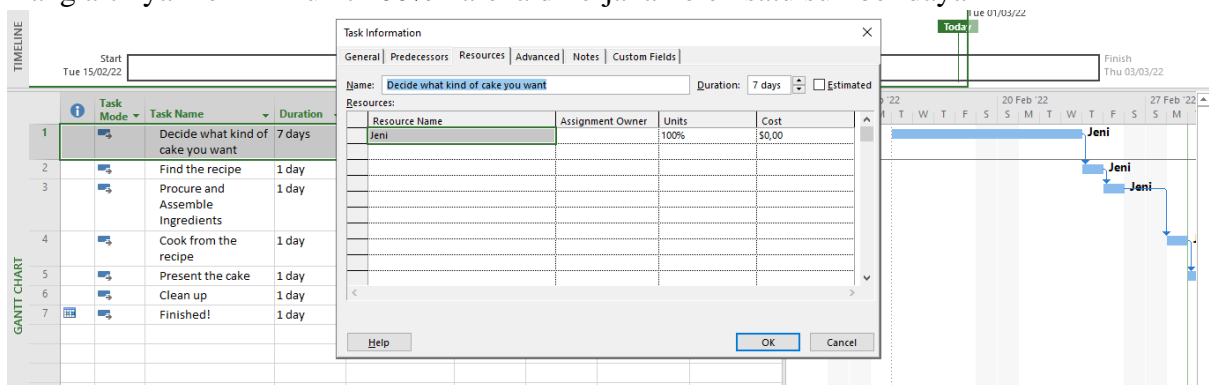 Tue 01/03/22
Today
TIMELINE
Start
Tue 15/02/22
Finish
Thu 03/03/22
Task Information
General Predecessors Resources Advanced Notes Custom Fields
Name: Decide what kind of cake you want Duration: 7 days Estimated
Resources:
Resource Name Assignment Owner Units Cost
Jeni 100% $0,00
Help OK Cancel
GANTT CHART
Task Mode Task Name Duration
1 Decide what kind of cake you want 7 days
2 Find the recipe 1 day
3 Procure and Assemble Ingredients 1 day
4 Cook from the recipe 1 day
5 Present the cake 1 day
6 Clean up 1 day
7 Finished! 1 day
'22 20 Feb '22 27 Feb '22
T W T F S S M T W T F S S M
Jeni
Jeni
Jeni